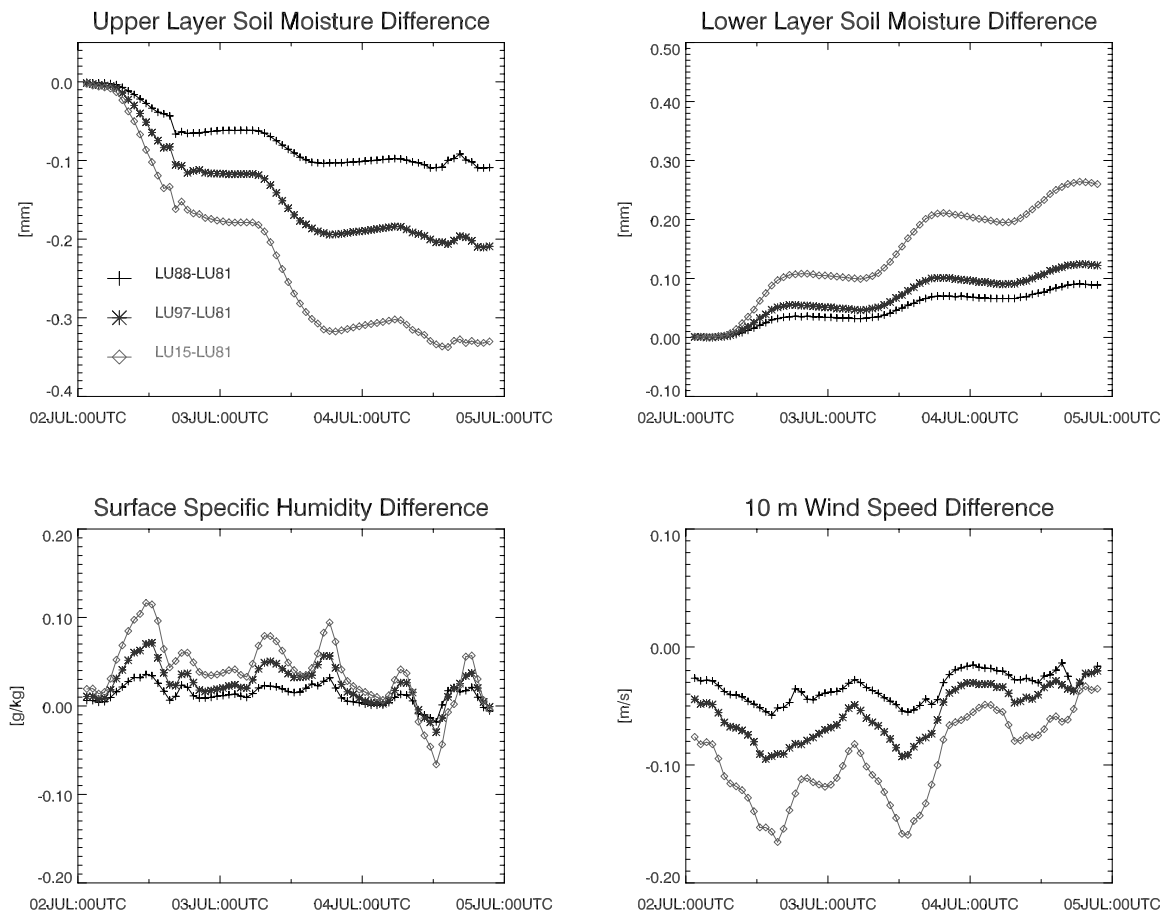 Upper Layer Soil Moisture Difference
0.0
-0.1
-0.2
-0.3
-0.4
[mm]
LU88-LU81
LU97-LU81
LU15-LU81
02JUL:00UTC 03JUL:00UTC 04JUL:00UTC 05JUL:00UTC
Lower Layer Soil Moisture Difference
0.50
0.40
0.30
0.20
0.10
0.00
-0.10
[mm]
02JUL:00UTC 03JUL:00UTC 04JUL:00UTC 05JUL:00UTC
Surface Specific Humidity Difference
0.20
0.10
0.00
-0.10
-0.20
[g/kg]
02JUL:00UTC 03JUL:00UTC 04JUL:00UTC 05JUL:00UTC
10 m Wind Speed Difference
0.10
0.00
-0.10
-0.20
[m/s]
02JUL:00UTC 03JUL:00UTC 04JUL:00UTC 05JUL:00UTC